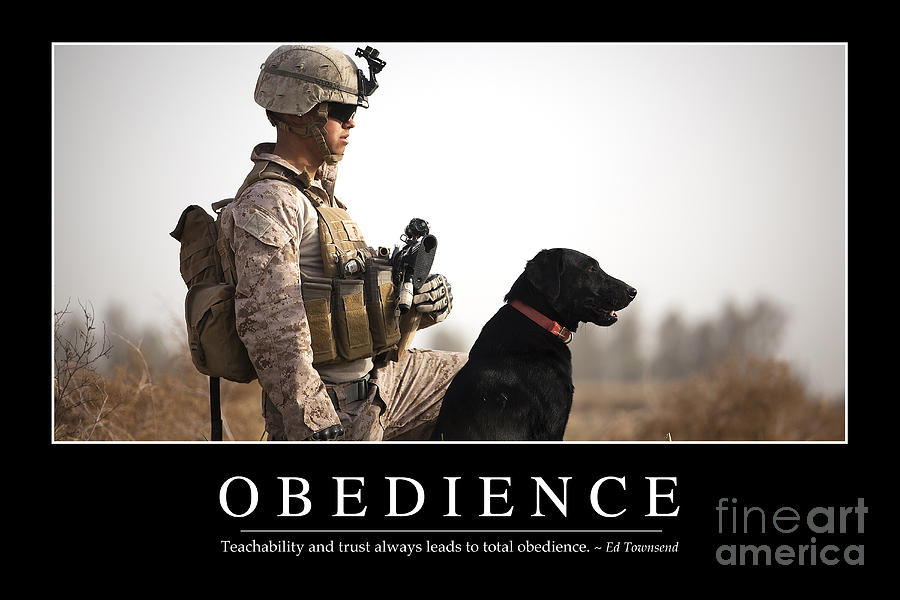 OBEDIENCE
Teachability and trust always leads to total obedience. ~ Ed Townsend
fineart
america